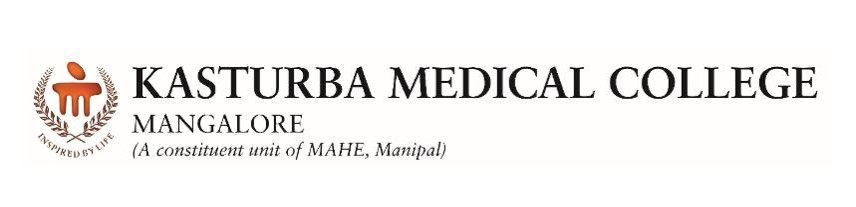 KASTURBA MEDICAL COLLEGE
MANGALORE
(A constituent unit of MAHE, Manipal)
INSPIRED BY LIFE